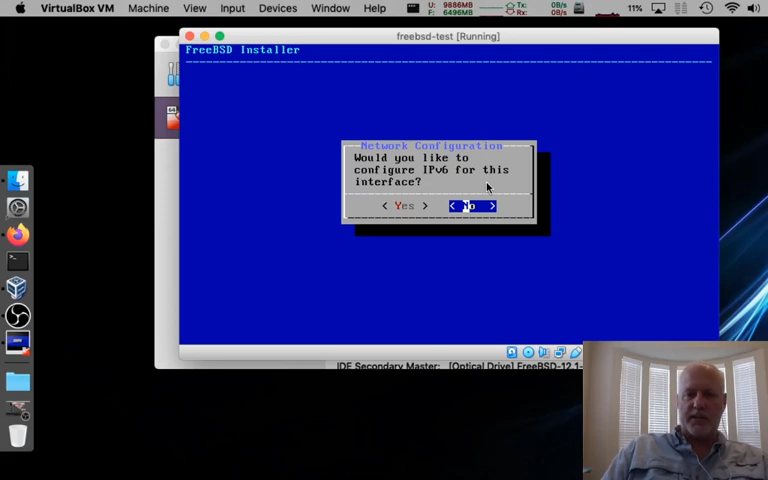 VirtualBox VM Machine View Input Devices Window Help U: 9886MB F: 6496MB Tx: 0B/s Rx: 0B/s 11%
freebsd-test [Running]
FreeBSD Installer
Network Configuration
Would you like to
configure IPv6 for this
interface?
< Yes > < No >
IDE Secondary Master: [Optical Drive] FreeBSD-12.1-
64